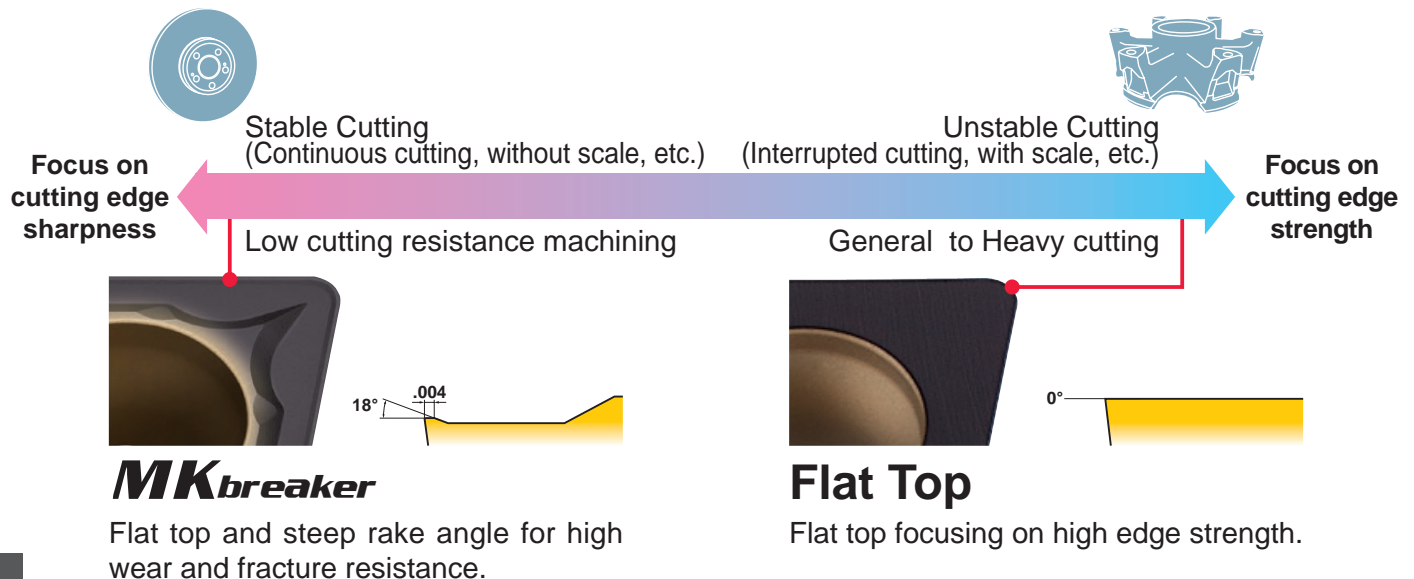 Stable Cutting
(Continuous cutting, without scale, etc.)
Unstable Cutting
(Interrupted cutting, with scale, etc.)
Focus on
cutting edge
sharpness
Focus on
cutting edge
strength
Low cutting resistance machining
General to Heavy cutting
18°
.004
0°
MK breaker
Flat top and steep rake angle for high
wear and fracture resistance.
Flat Top
Flat top focusing on high edge strength.